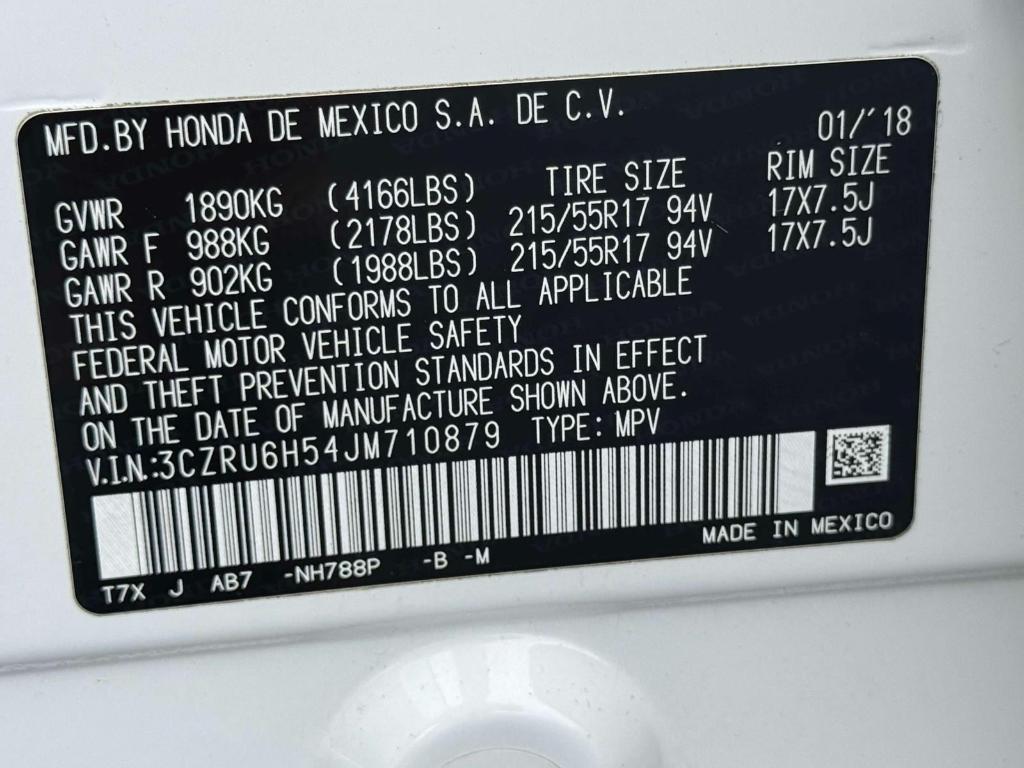 MFD.BY HONDA DE MEXICO S.A. DE C.V. 01/'18
TIRE SIZE RIM SIZE
GVWR 1890KG (4166LBS)
GAWR F 988KG (2178LBS) 215/55R17 94V 17X7.5J
GAWR R 902KG (1988LBS) 215/55R17 94V 17X7.5J
THIS VEHICLE CONFORMS TO ALL APPLICABLE
FEDERAL MOTOR VEHICLE SAFETY
AND THEFT PREVENTION STANDARDS IN EFFECT
ON THE DATE OF MANUFACTURE SHOWN ABOVE.
V.I.N.:3CZRU6H54JM710879 TYPE: MPV
T7X J AB7 -NH788P -B -M MADE IN MEXICO